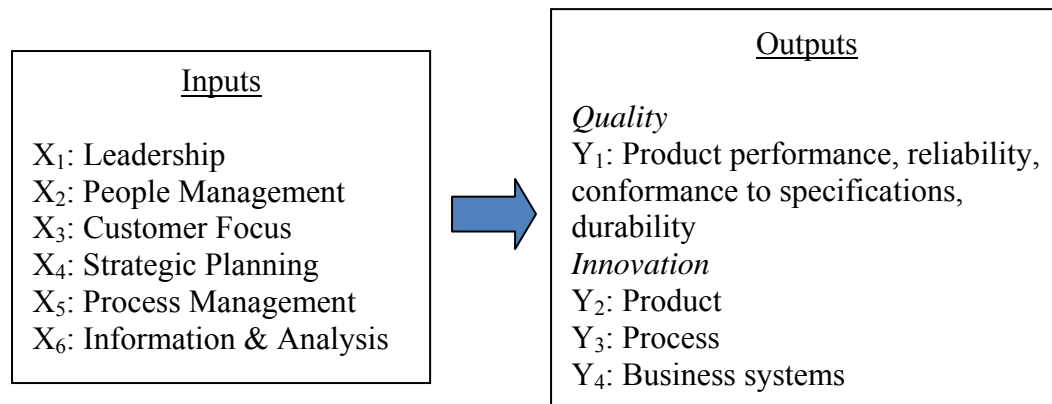 Inputs
X₁: Leadership
X₂: People Management
X₃: Customer Focus
X₄: Strategic Planning
X₅: Process Management
X₆: Information & Analysis
Outputs
Quality
Y₁: Product performance, reliability,
conformance to specifications,
durability
Innovation
Y₂: Product
Y₃: Process
Y₄: Business systems